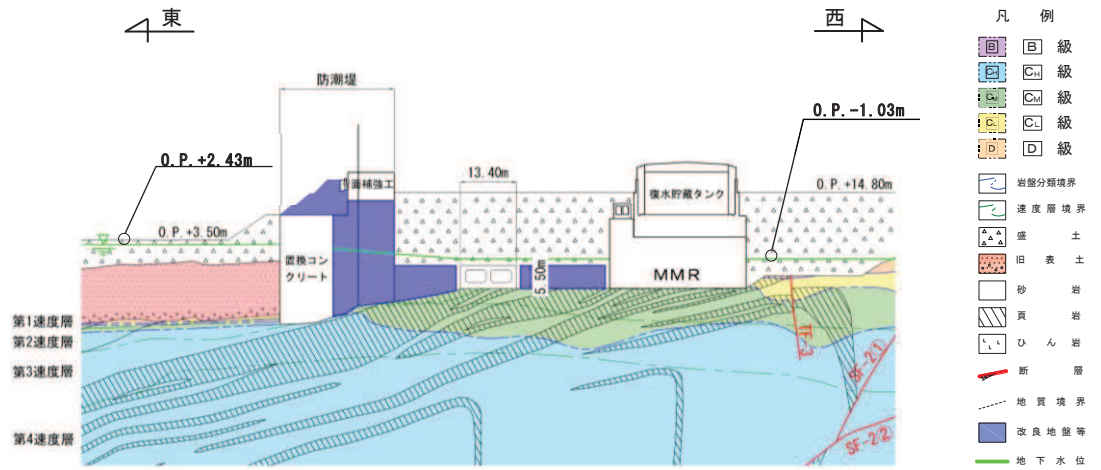 東
西
防潮堤
O.P.+2.43m
O.P.-1.03m
背面補強工
13.40m
復水貯蔵タンク
O.P.+14.80m
O.P.+3.50m
置換コン
クリート
5.50m
MMR
第1速度層
第2速度層
第3速度層
第4速度層
TF-3
SF-2①
SF-2②
凡 例
B B 級
CH CH 級
CM CM 級
CL CL 級
D D 級
岩盤分類境界
速度層境界
盛 土
旧 表 土
砂 岩
頁 岩
ひ ん 岩
断 層
地 質 境 界
改 良 地 盤 等
地 下 水 位